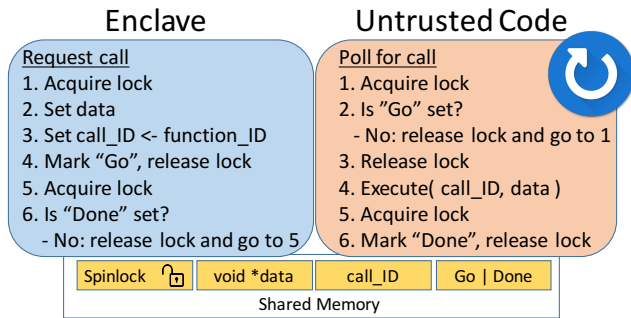 Enclave
Request call
1. Acquire lock
2. Set data
3. Set call_ID <- function_ID
4. Mark “Go”, release lock
5. Acquire lock
6. Is “Done” set?
- No: release lock and go to 5
Untrusted Code
Poll for call
1. Acquire lock
2. Is ”Go” set?
- No: release lock and go to 1
3. Release lock
4. Execute( call_ID, data )
5. Acquire lock
6. Mark “Done”, release lock
Spinlock
void *data
call_ID
Go | Done
Shared Memory